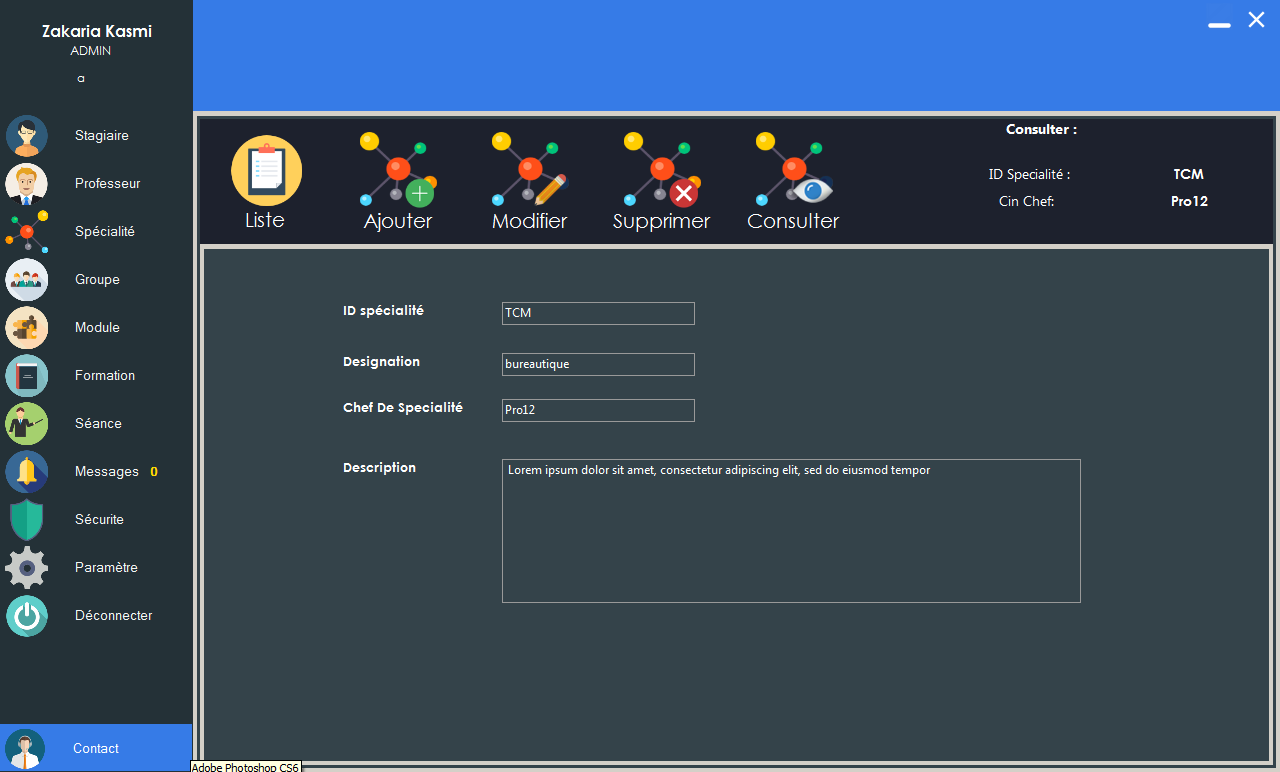 Zakaria Kasmi
ADMIN
a
Stagiaire
Professeur
Spécialité
Groupe
Module
Formation
Séance
Messages 0
Sécurite
Paramètre
Déconnecter
Contact
Liste
Ajouter
Modifier
Supprimer
Consulter
Consulter :
ID Specialité : TCM
Cin Chef: Pro12
ID spécialité TCM
Designation bureautique
Chef De Specialité Pro12
Description Lorem ipsum dolor sit amet, consectetur adipiscing elit, sed do eiusmod tempor
Adobe Photoshop CS6